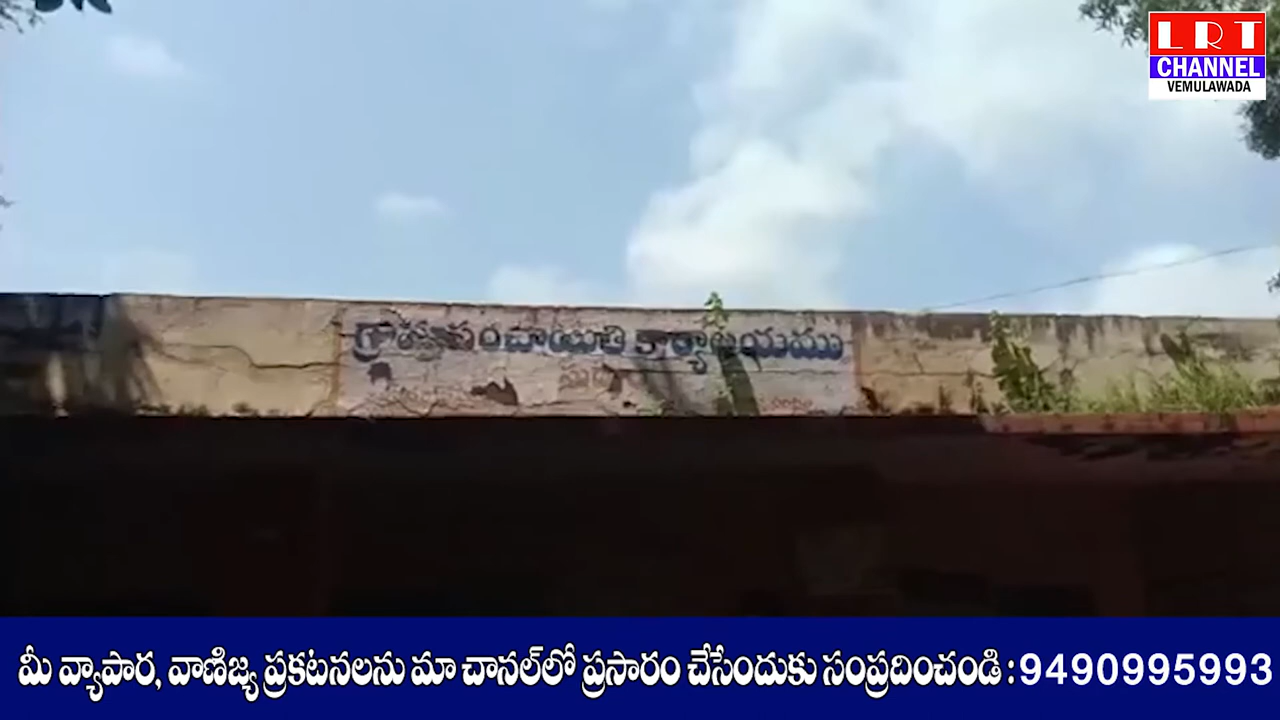 LRT
CHANNEL
VEMULAWADA
గ్రామపంచాయితి కార్యాలయము
మీ వ్యాపార, వాణిజ్య ప్రకటనలను మా చానల్‌లో ప్రసారం చేసేందుకు సంప్రదించండి : 9490995993